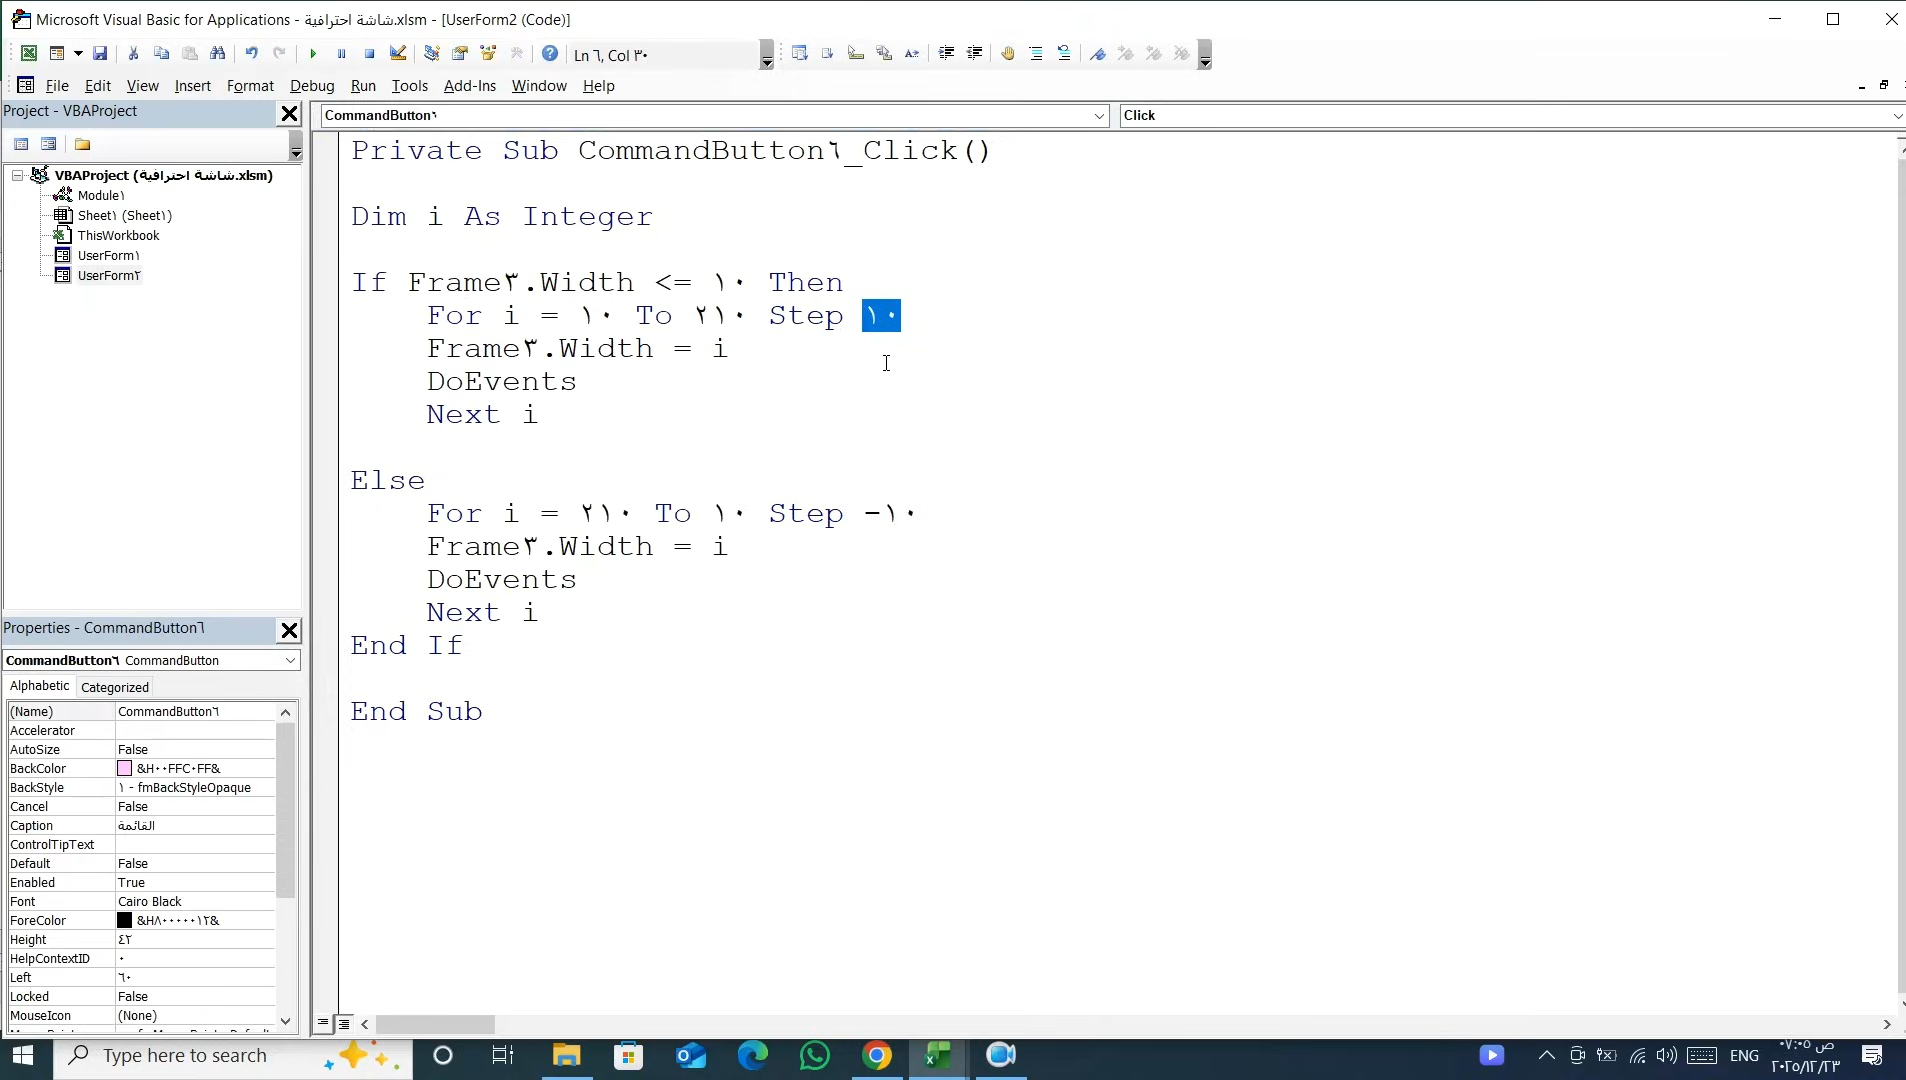 Microsoft Visual Basic for Applications - شاشة احترافية.xlsm - [UserForm2 (Code)]
Ln ٦, Col ٣٠
File Edit View Insert Format Debug Run Tools Add-Ins Window Help
Project - VBAProject
VBAProject (شاشة احترافية.xlsm)
Module١
Sheet١ (Sheet١)
ThisWorkbook
UserForm١
UserForm٢
Properties - CommandButton٦
CommandButton٦ CommandButton
Alphabetic Categorized
(Name) CommandButton٦
Accelerator
AutoSize False
BackColor &H٠٠FFC٠FF&
BackStyle ١ - fmBackStyleOpaque
Cancel False
Caption القائمة
ControlTipText
Default False
Enabled True
Font Cairo Black
ForeColor &H٨٠٠٠٠٠١٢&
Height ٤٢
HelpContextID ٠
Left ٦٠
Locked False
MouseIcon (None)
CommandButton٦ Click
Private Sub CommandButton٦_Click()
Dim i As Integer
If Frame٣.Width <= ١٠ Then
For i = ١٠ To ٢١٠ Step ١٠
Frame٣.Width = i
DoEvents
Next i
Else
For i = ٢١٠ To ١٠ Step -١٠
Frame٣.Width = i
DoEvents
Next i
End If
End Sub
Type here to search
ENG
٠٧:٠٥ ص
٢٠٢٥/١٢/٢٣